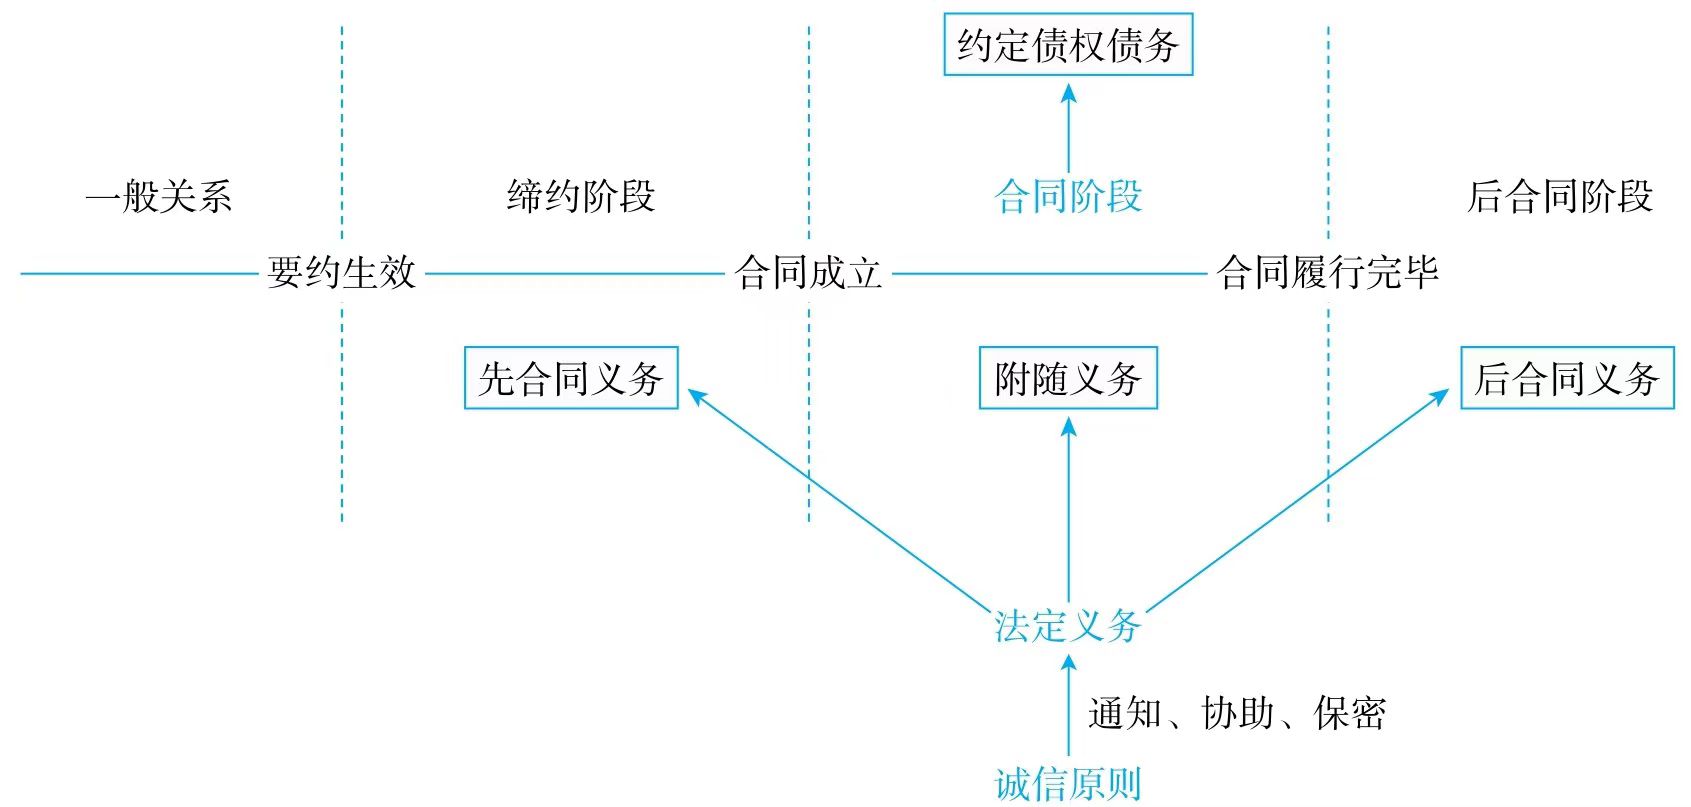 约定债权债务
一般关系
缔约阶段
合同阶段
后合同阶段
要约生效
合同成立
合同履行完毕
先合同义务
附随义务
后合同义务
法定义务
通知、协助、保密
诚信原则